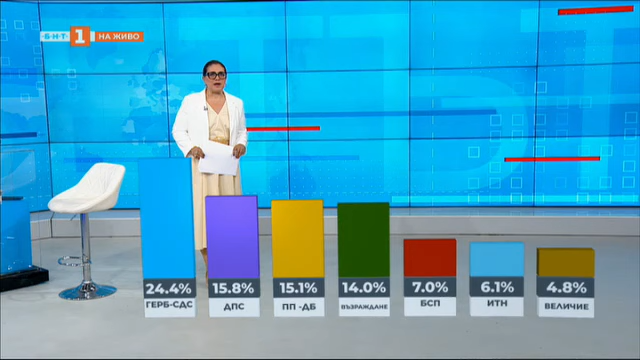 БНТ 1 НА ЖИВО
24.4% 15.8% 15.1% 14.0% 7.0% 6.1% 4.8%
ГЕРБ-СДС ДПС ПП -ДБ ВЪЗРАЖДАНЕ БСП ИТН ВЕЛИЧИЕ